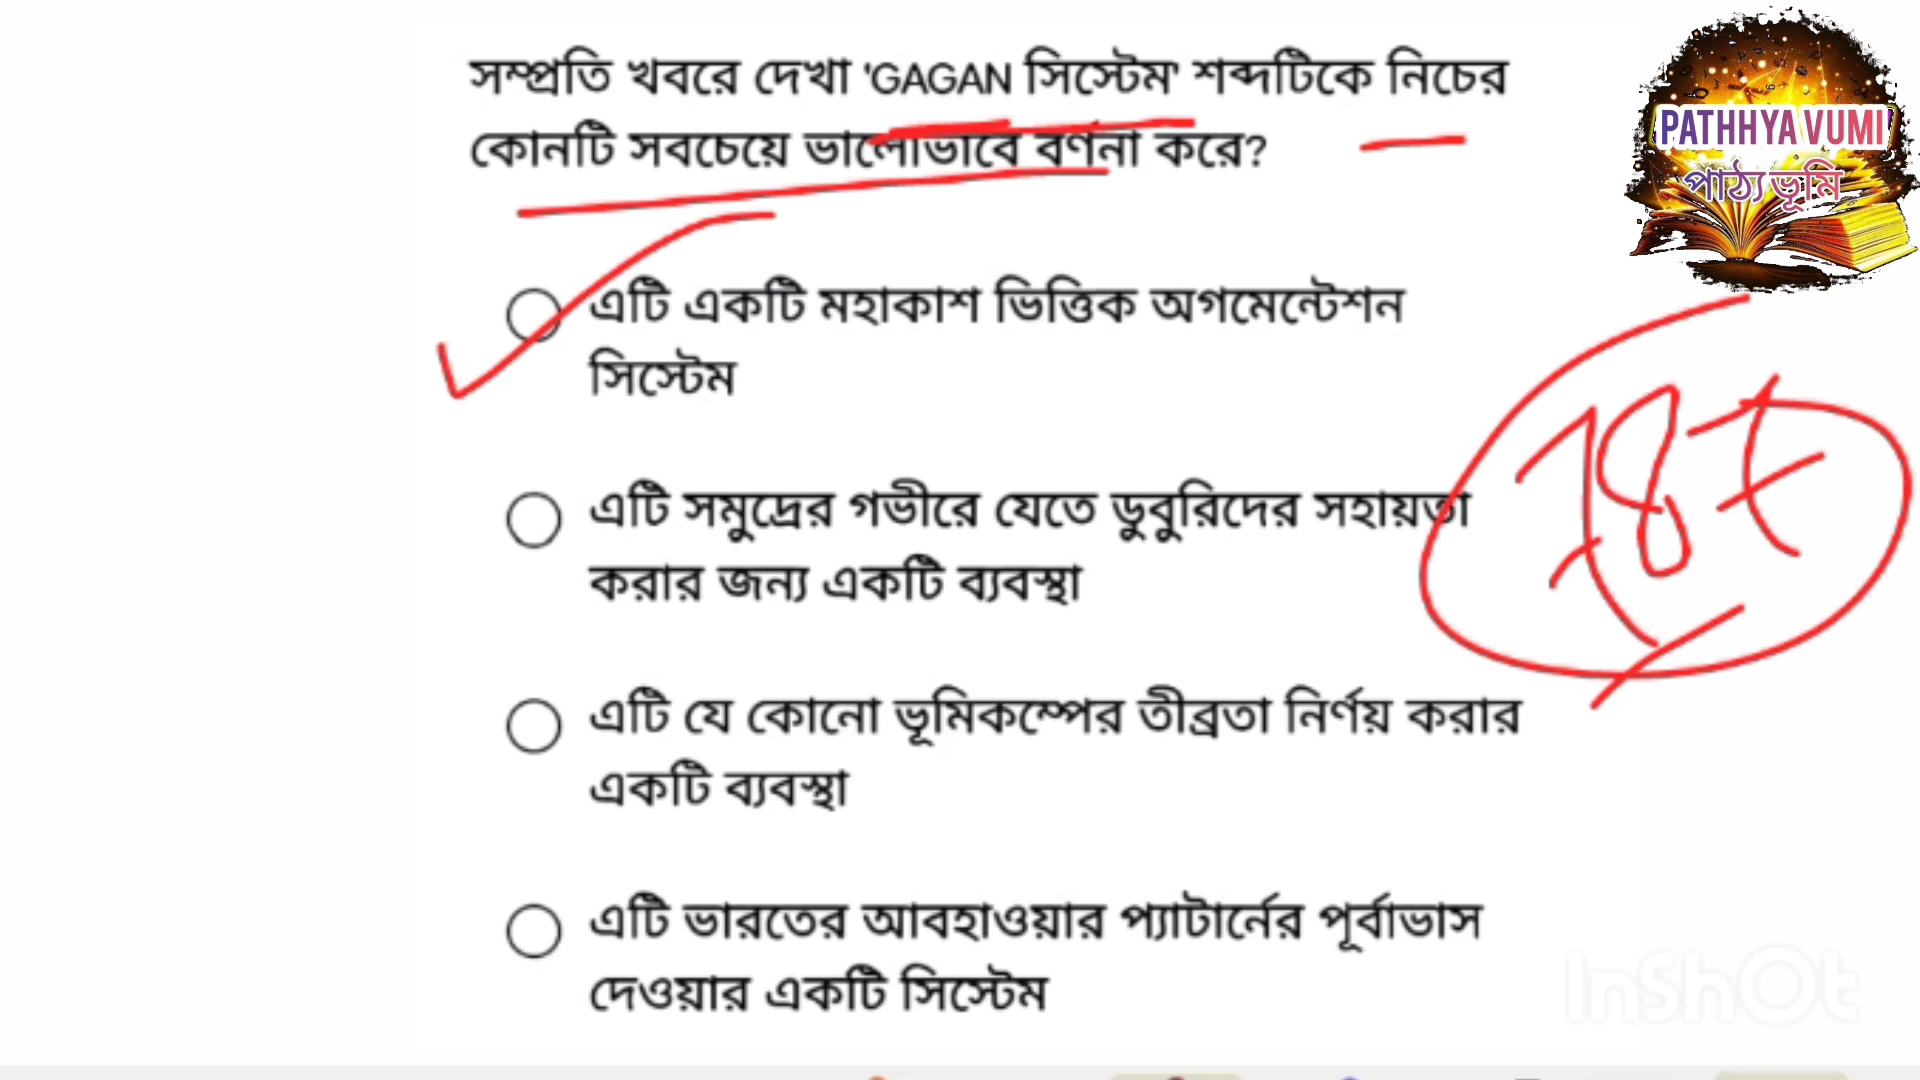 সম্প্রতি খবরে দেখা 'GAGAN সিস্টেম' শব্দটিকে নিচের
কোনটি সবচেয়ে ভালোভাবে বর্ণনা করে?
PATHHYA VUMI
পাঠ্য ভূমি
এটি একটি মহাকাশ ভিত্তিক অগমেন্টেশন
সিস্টেম
এটি সমুদ্রের গভীরে যেতে ডুবুরিদের সহায়তা
করার জন্য একটি ব্যবস্থা
এটি যে কোনো ভূমিকম্পের তীব্রতা নির্ণয় করার
একটি ব্যবস্থা
এটি ভারতের আবহাওয়ার প্যাটার্নের পূর্বাভাস
দেওয়ার একটি সিস্টেম
InShOt